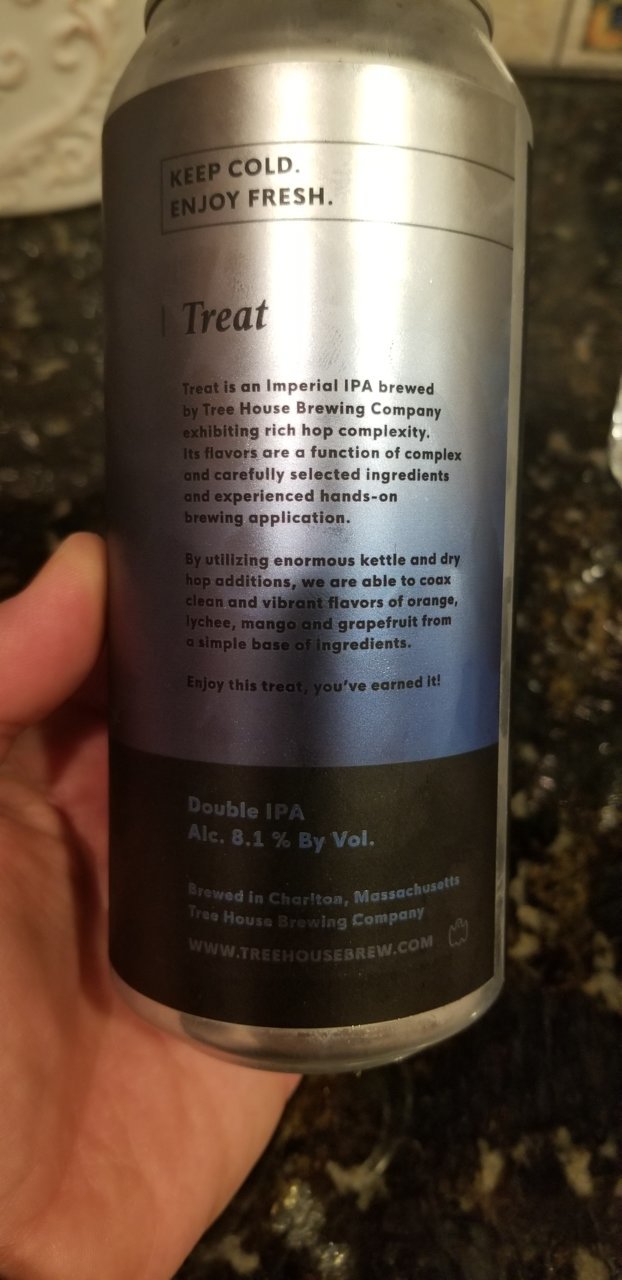 KEEP COLD.
ENJOY FRESH.
Treat
Treat is an Imperial IPA brewed
by Tree House Brewing Company
exhibiting rich hop complexity.
Its flavors are a function of complex
and carefully selected ingredients
and experienced hands-on
brewing application.
By utilizing enormous kettle and dry
hop additions, we are able to coax
clean and vibrant flavors of orange,
lychee, mango and grapefruit from
a simple base of ingredients.
Enjoy this treat, you've earned it!
Double IPA
Alc. 8.1 % By Vol.
Brewed in Charlton, Massachusetts
Tree House Brewing Company
WWW.TREEHOUSEBREW.COM